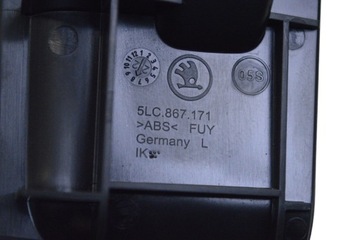 5LC.867.171
>ABS< FUY
Germany L
IK